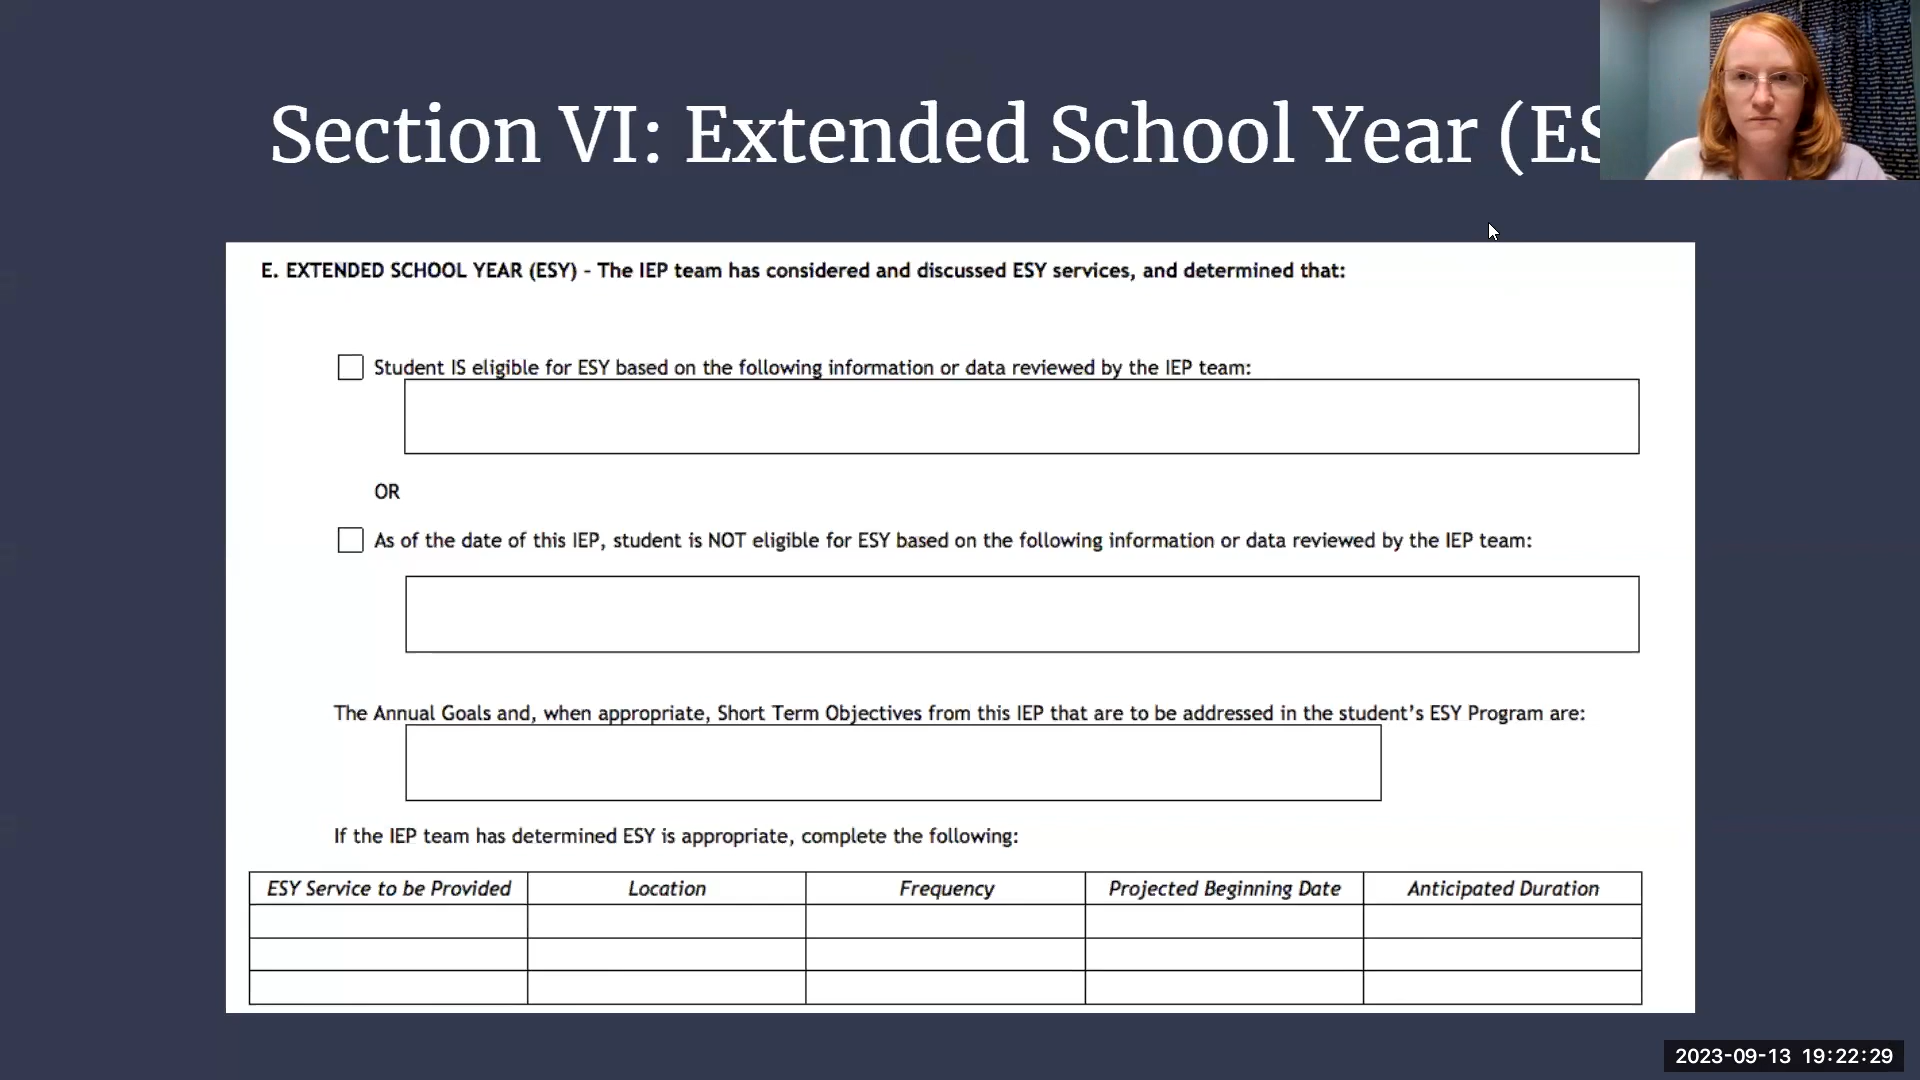 Section VI: Extended School Year (ES
E. EXTENDED SCHOOL YEAR (ESY) - The IEP team has considered and discussed ESY services, and determined that:
Student IS eligible for ESY based on the following information or data reviewed by the IEP team:
OR
As of the date of this IEP, student is NOT eligible for ESY based on the following information or data reviewed by the IEP team:
The Annual Goals and, when appropriate, Short Term Objectives from this IEP that are to be addressed in the student’s ESY Program are:
If the IEP team has determined ESY is appropriate, complete the following:
ESY Service to be Provided Location Frequency Projected Beginning Date Anticipated Duration
2023-09-13 19:22:29